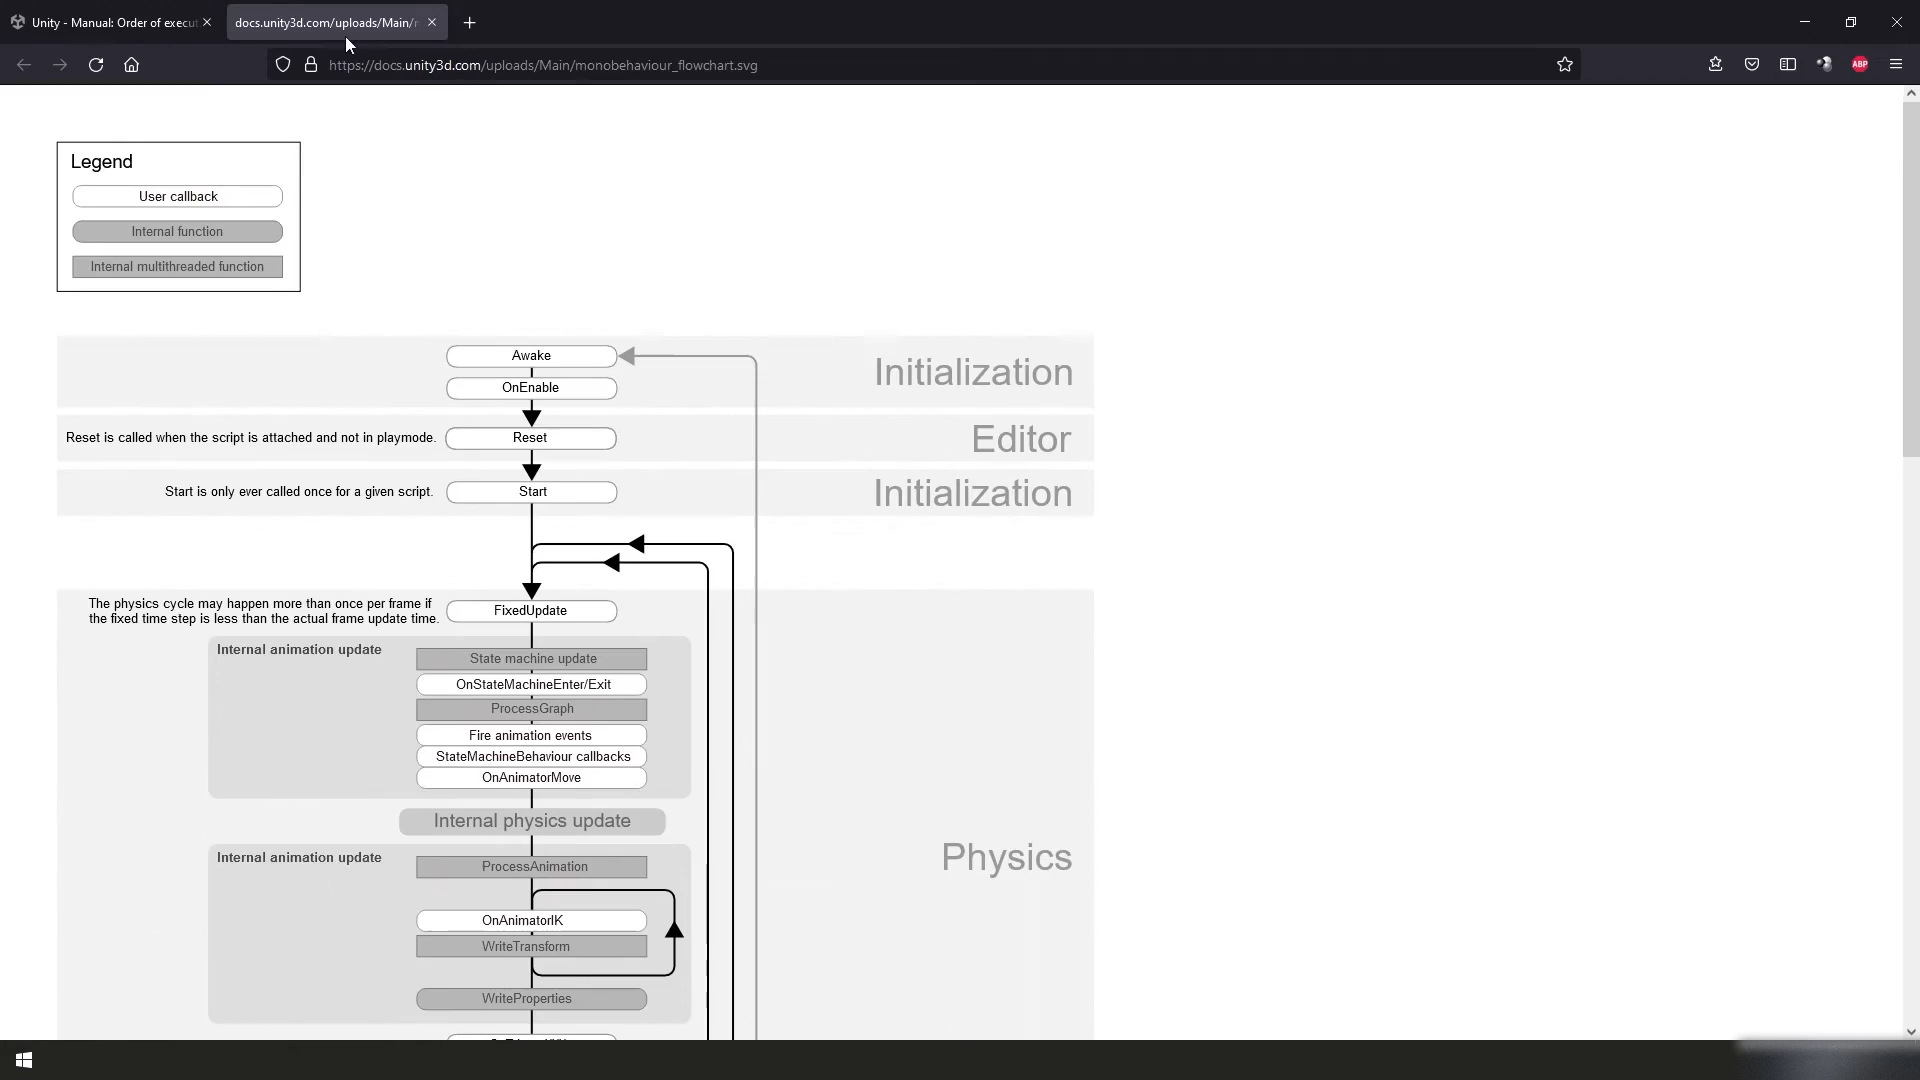 Unity - Manual: Order of execut
docs.unity3d.com/uploads/Main/
https://docs.unity3d.com/uploads/Main/monobehaviour_flowchart.svg
ABP
Legend
User callback
Internal function
Internal multithreaded function
Awake
Initialization
OnEnable
Reset is called when the script is attached and not in playmode.
Reset
Editor
Start is only ever called once for a given script.
Start
Initialization
The physics cycle may happen more than once per frame if
the fixed time step is less than the actual frame update time.
FixedUpdate
Internal animation update
State machine update
OnStateMachineEnter/Exit
ProcessGraph
Fire animation events
StateMachineBehaviour callbacks
OnAnimatorMove
Internal physics update
Internal animation update
ProcessAnimation
Physics
OnAnimatorIK
WriteTransform
WriteProperties